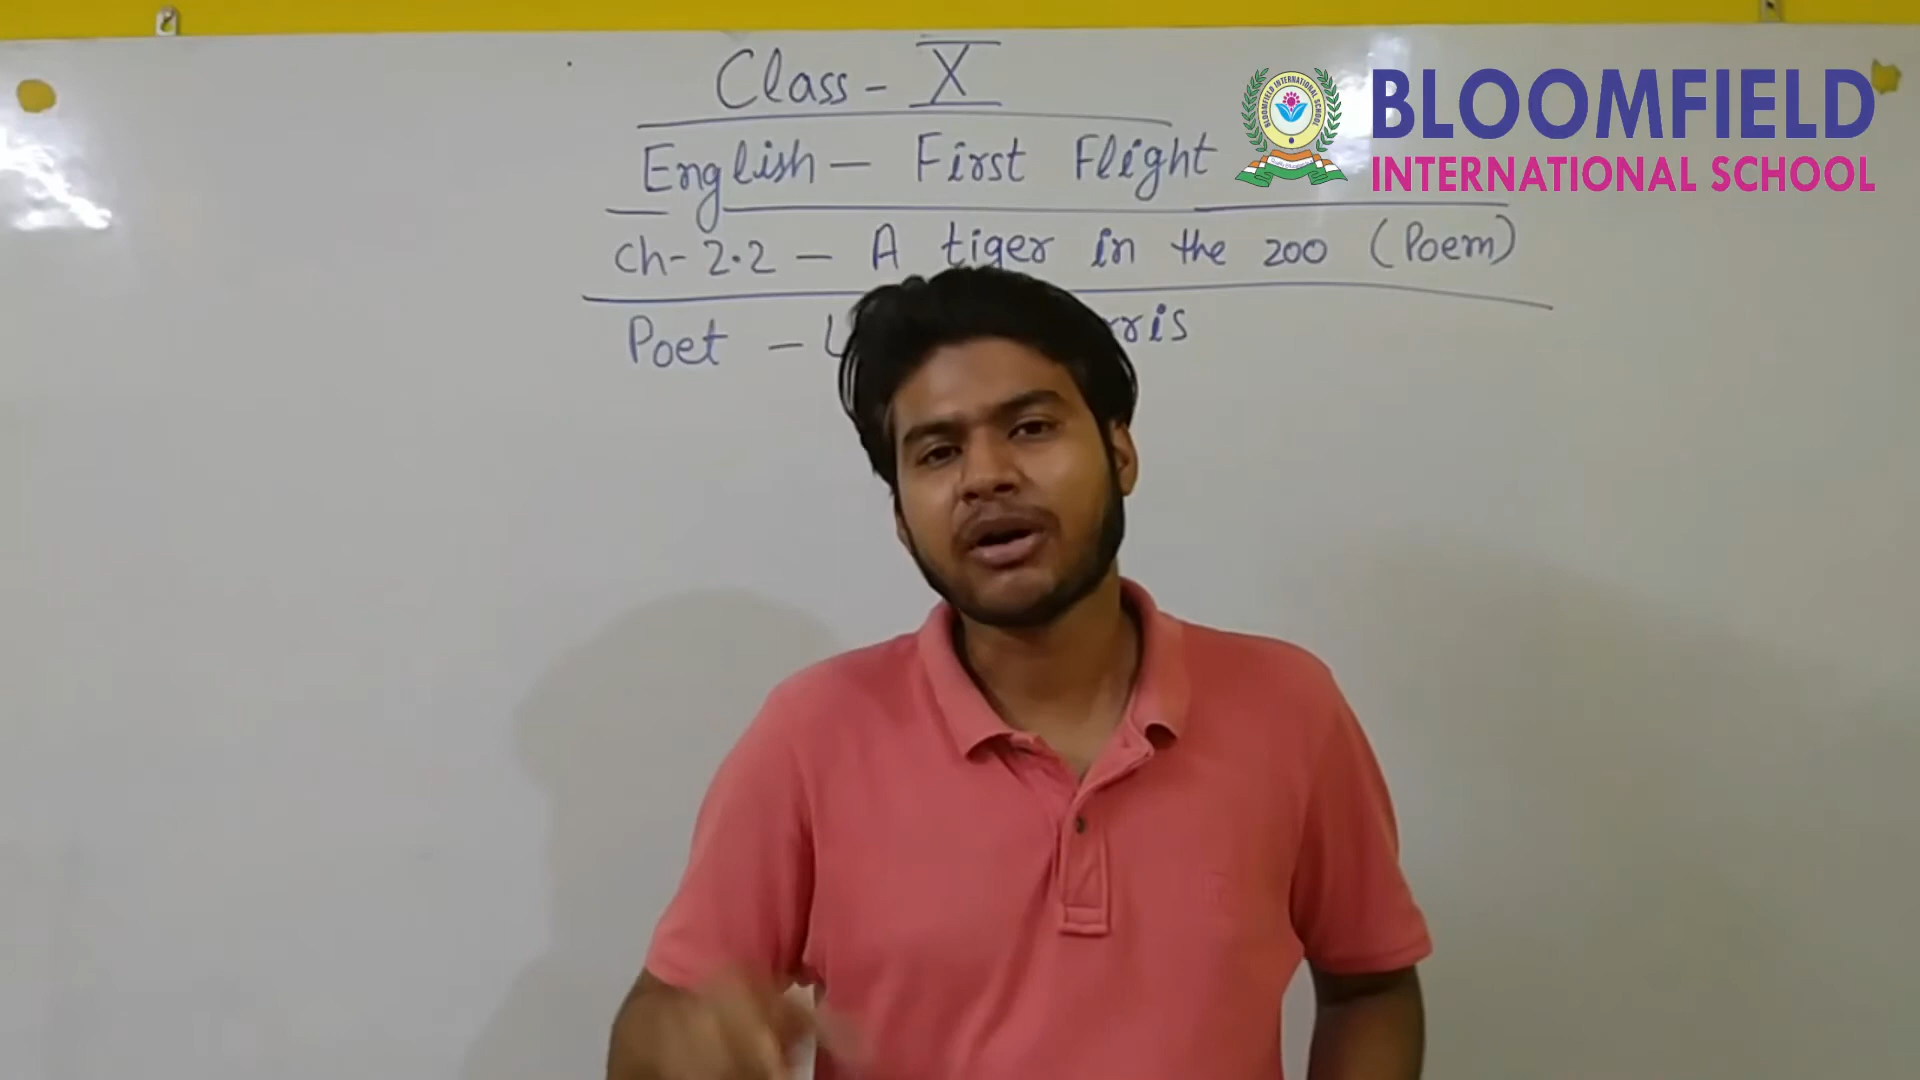 Class - X
English - First Flight
BLOOMFIELD
INTERNATIONAL SCHOOL
Ch - 2.2 - A tiger in the zoo (Poem)
Poet -